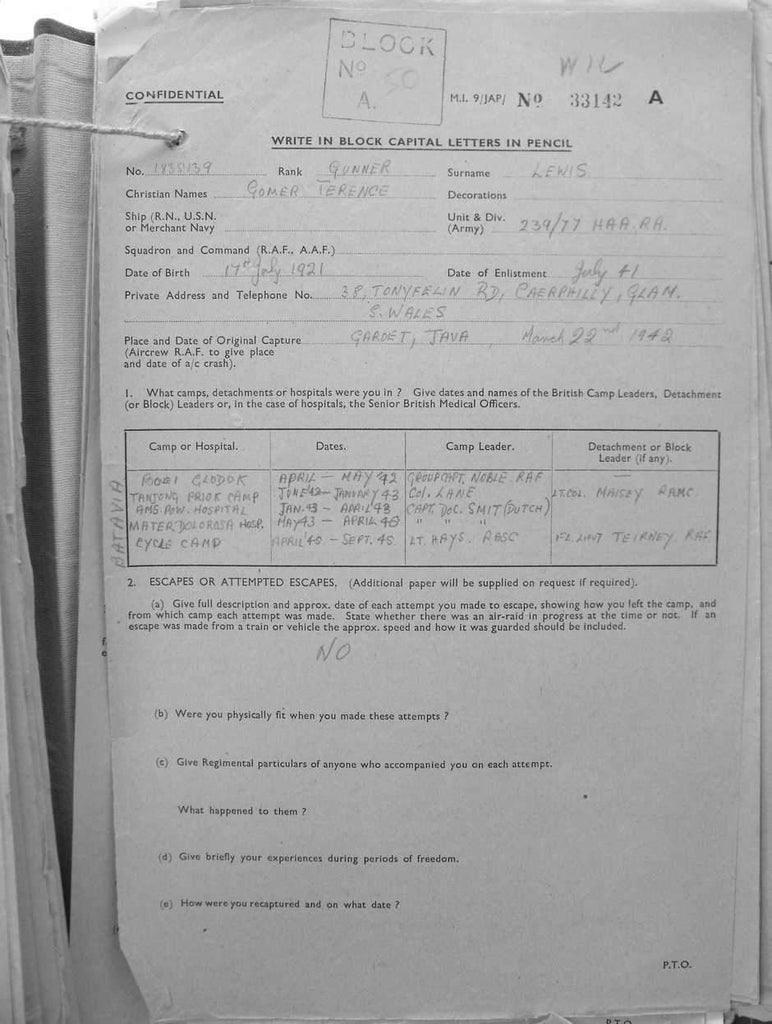 BLOCK
No 50
A.
WIL
CONFIDENTIAL
M.I. 9/JAP/ No 33142 A
WRITE IN BLOCK CAPITAL LETTERS IN PENCIL
No. Rank GUNNER Surname LEWIS
Christian Names GOMER TERENCE Decorations
Ship (R.N., U.S.N.
or Merchant Navy
Unit & Div. 239/77 HAA. RA.
(Army)
Squadron and Command (R.A.F., A.A.F.)
Date of Birth 17th July 1921 Date of Enlistment July 41
Private Address and Telephone No. 38, TONYFELIN RD, CAERPHILLY, GLAM.
S. WALES
Place and Date of Original Capture GAROET, JAVA March 22nd 1942
(Aircrew R.A.F. to give place
and date of a/c crash).
1. What camps, detachments or hospitals were you in ? Give dates and names of the British Camp Leaders, Detachment
(or Block) Leaders or, in the case of hospitals, the Senior British Medical Officers.
Camp or Hospital. Dates. Camp Leader. Detachment or Block
Leader (if any).
BATAVIA
GLODOK APRIL — MAY '42 GROUPCAPT. NOBLE RAF —
TANJONG PRIOK CAMP JUNE '42 — JANUARY 43 COL. LANE LT. COL. MAISEY RAMC
AMS. POW. HOSPITAL JAN. 43 — APRIL '43 CAPT. DOC. SMIT (DUTCH)
MATER DOLOROSA HOSP. MAY 43 — APRIL 45 " " "
CYCLE CAMP APRIL '45 — SEPT. 45 LT. HAYS. RASC FL. LIEUT TEIRNEY RAF
2. ESCAPES OR ATTEMPTED ESCAPES, (Additional paper will be supplied on request if required).
(a) Give full description and approx. date of each attempt you made to escape, showing how you left the camp, and
from which camp each attempt was made. State whether there was an air-raid in progress at the time or not. If an
escape was made from a train or vehicle the approx. speed and how it was guarded should be included.
NO
(b) Were you physically fit when you made these attempts ?
(c) Give Regimental particulars of anyone who accompanied you on each attempt.
What happened to them ?
(d) Give briefly your experiences during periods of freedom.
(e) How were you recaptured and on what date ?
P.T.O.
P.T.O.